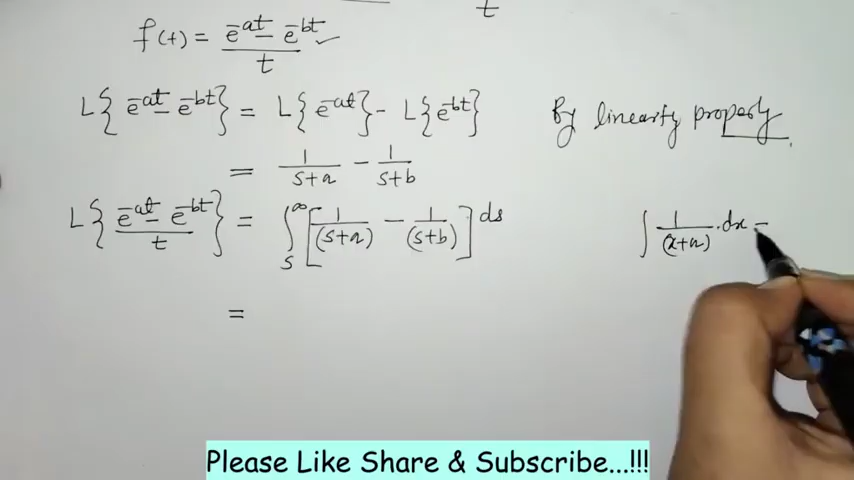 t
f(t) = e^-at - e^-bt / t ✓
L{e^-at - e^-bt} = L{e^-at} - L{e^-bt} By linearity property.
= 1/(s+a) - 1/(s+b)
L{e^-at - e^-bt / t} = ∫_s^∞ [1/(s+a) - 1/(s+b)] ds ∫ 1/(x+a) . dx =
=
Please Like Share & Subscribe...!!!